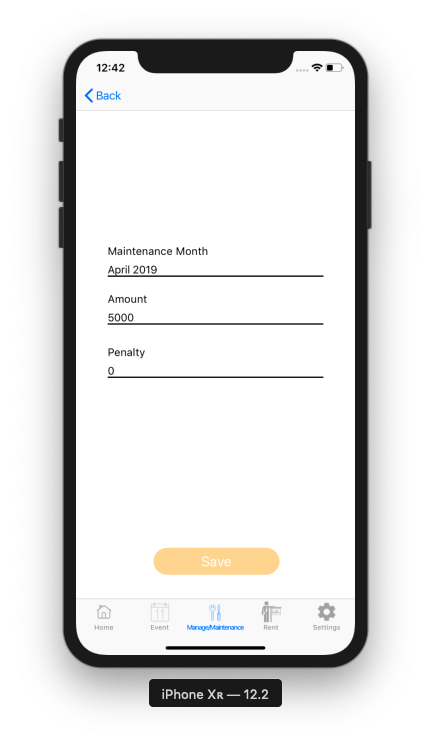 12:42
Back
Maintenance Month
April 2019
Amount
5000
Penalty
0
Save
Home
Event
Manage/Maintenance
Rent
Settings
iPhone Xʀ — 12.2